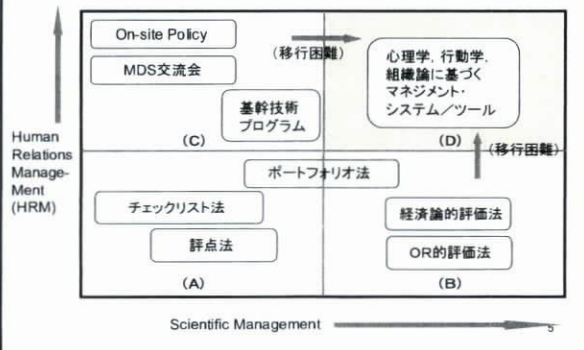 On-site Policy
MDS交流会
基幹技術
プログラム
(C)
(移行困難)
心理学，行動学，
組織論に基づく
マネジメント・
システム／ツール
(D)
(移行困難)
Human
Relations
Manage-
Ment
(HRM)
ポートフォリオ法
チェックリスト法
評点法
(A)
経済論的評価法
OR的評価法
(B)
Scientific Management
5